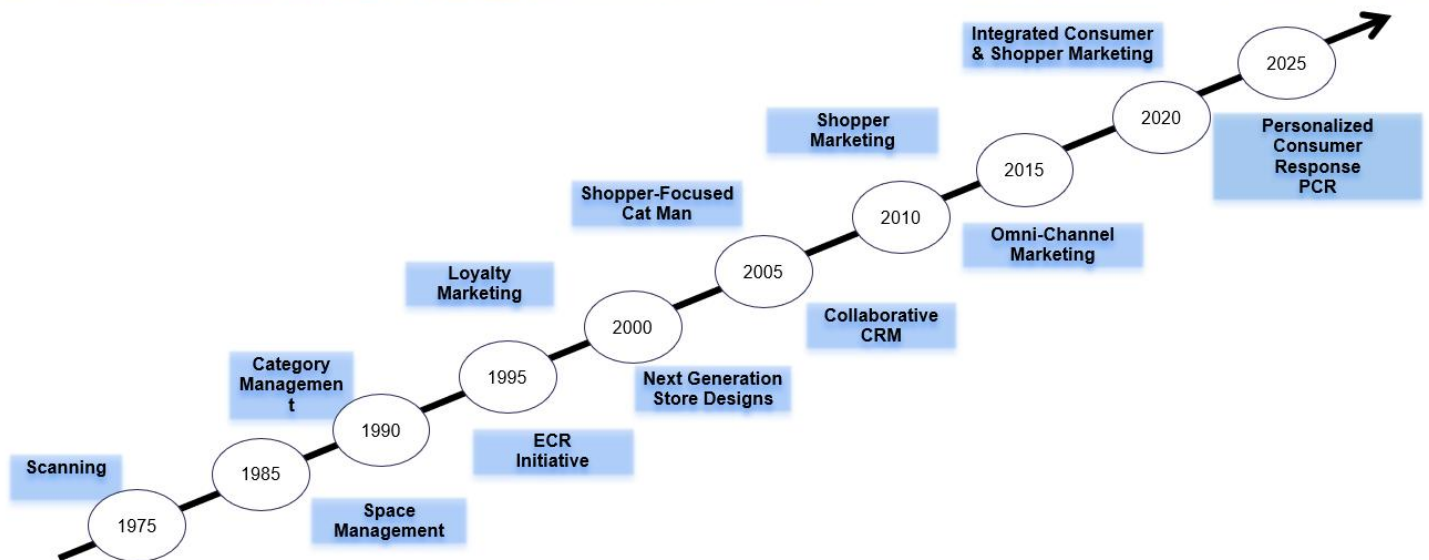 Integrated Consumer
& Shopper Marketing
2025
2020
Personalized
Consumer
Response
PCR
Shopper
Marketing
2015
Shopper-Focused
Cat Man
2010
Omni-Channel
Marketing
Loyalty
Marketing
2005
2000
Collaborative
CRM
Category
Managemen
t
1995
Next Generation
Store Designs
1990
ECR
Initiative
Scanning
1985
Space
Management
1975